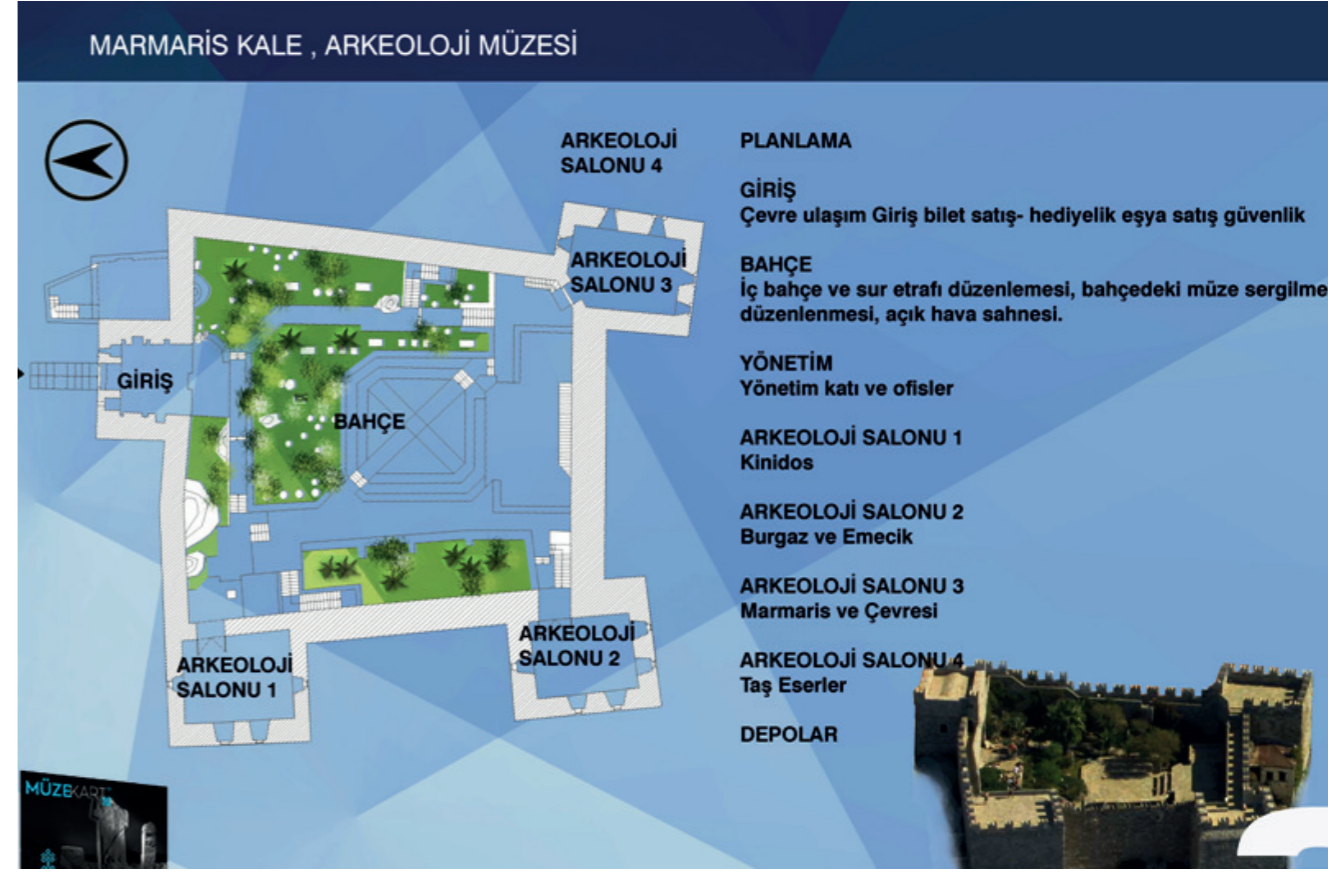 MARMARİS KALE , ARKEOLOJİ MÜZESİ
ARKEOLOJİ
SALONU 4
ARKEOLOJİ
SALONU 3
GİRİŞ
BAHÇE
ARKEOLOJİ
SALONU 2
ARKEOLOJİ
SALONU 1
PLANLAMA
GİRİŞ
Çevre ulaşım Giriş bilet satış- hediyelik eşya satış güvenlik
BAHÇE
İç bahçe ve sur etrafı düzenlemesi, bahçedeki müze sergilme
düzenlenmesi, açık hava sahnesi.
YÖNETİM
Yönetim katı ve ofisler
ARKEOLOJİ SALONU 1
Kinidos
ARKEOLOJİ SALONU 2
Burgaz ve Emecik
ARKEOLOJİ SALONU 3
Marmaris ve Çevresi
ARKEOLOJİ SALONU 4
Taş Eserler
DEPOLAR
MÜZEKART